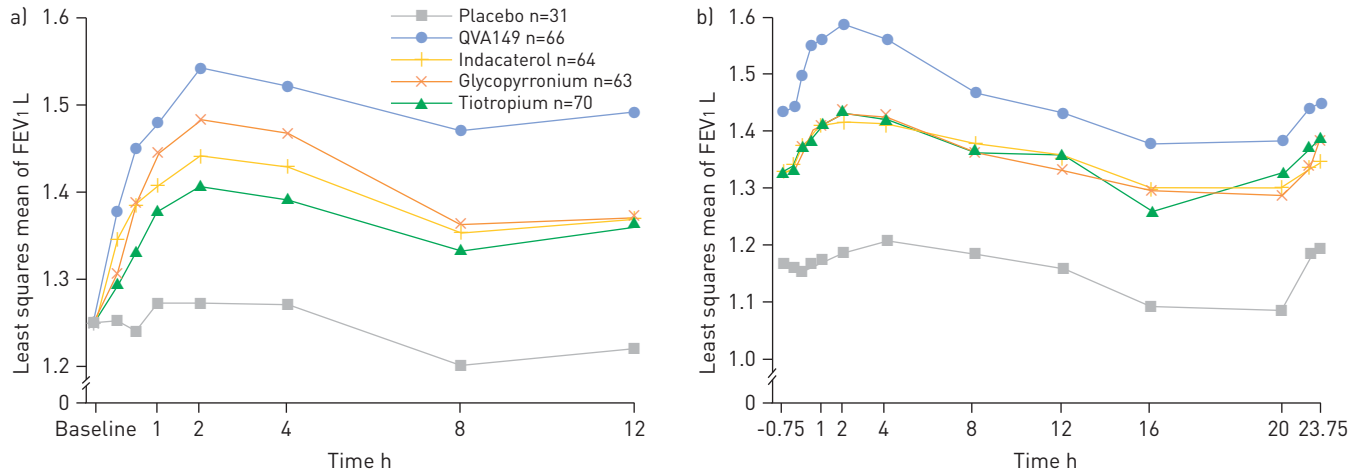 a)
1.6
1.5
1.4
1.3
1.2
0
Least squares mean of FEV1 L
Placebo n=31
QVA149 n=66
Indacaterol n=64
Glycopyrronium n=63
Tiotropium n=70
Baseline 1 2 4 8 12
Time h
b)
1.6
1.5
1.4
1.3
1.2
1.1
1.0
0
Least squares mean of FEV1 L
-0.75 1 2 4 8 12 16 20 23.75
Time h